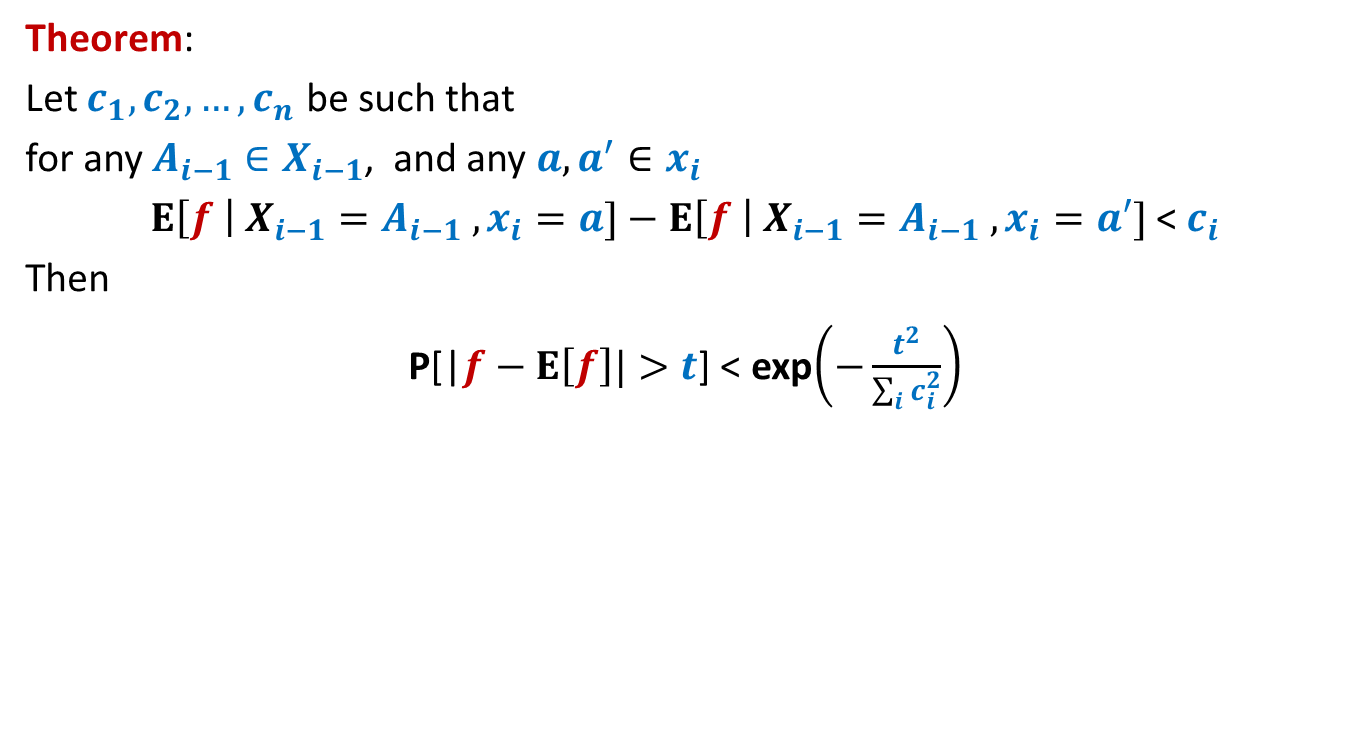 Theorem:
Let c₁, c₂, … , cₙ be such that
for any Aᵢ₋₁ ∈ Xᵢ₋₁, and any a, a′ ∈ xᵢ
E[f | Xᵢ₋₁ = Aᵢ₋₁ , xᵢ = a] − E[f | Xᵢ₋₁ = Aᵢ₋₁ , xᵢ = a′] < cᵢ
Then
P[|f − E[f]| > t] < exp(− t² / ∑ᵢ cᵢ²)